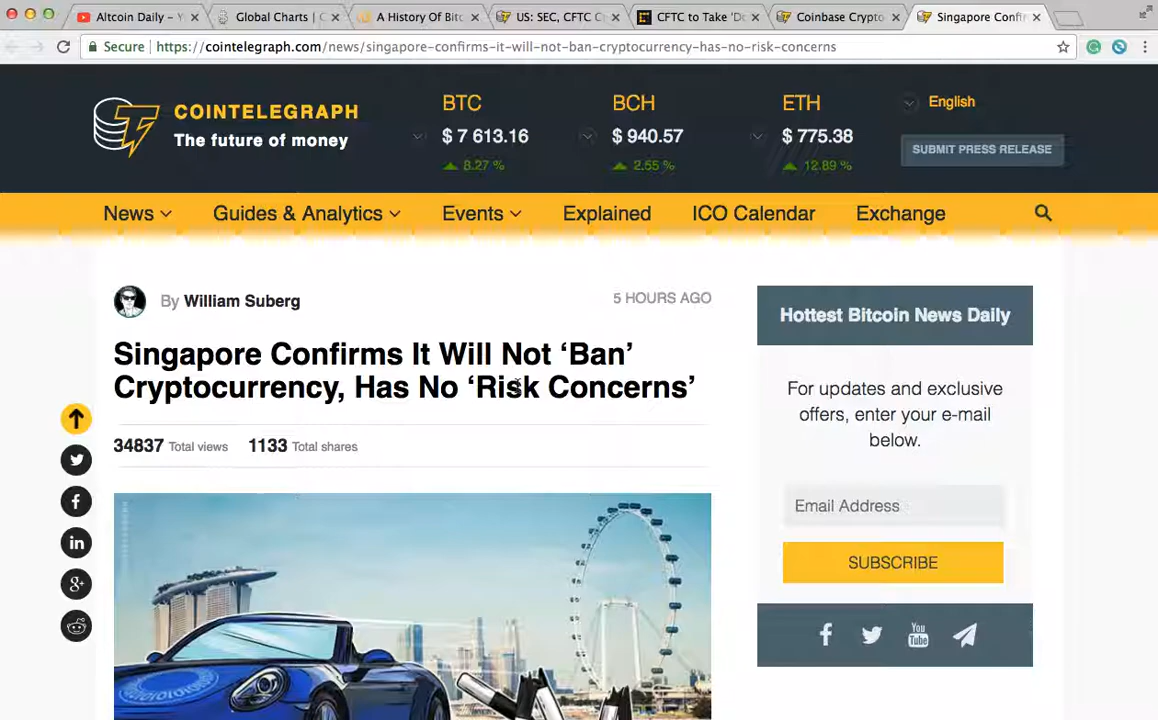 Altcoin Daily – Y
Global Charts | C
A History Of Bitc
US: SEC, CFTC C
CFTC to Take 'Do
Coinbase Crypto
Singapore Confir
Secure | https://cointelegraph.com/news/singapore-confirms-it-will-not-ban-cryptocurrency-has-no-risk-concerns
COINTELEGRAPH
The future of money
BTC
$ 7 613.16
8.27 %
BCH
$ 940.57
2.55 %
ETH
$ 775.38
12.89 %
English
SUBMIT PRESS RELEASE
News
Guides & Analytics
Events
Explained
ICO Calendar
Exchange
By William Suberg
5 HOURS AGO
Singapore Confirms It Will Not ‘Ban’
Cryptocurrency, Has No ‘Risk Concerns’
34837 Total views
1133 Total shares
Hottest Bitcoin News Daily
For updates and exclusive
offers, enter your e-mail
below.
Email Address
SUBSCRIBE
You
Tube